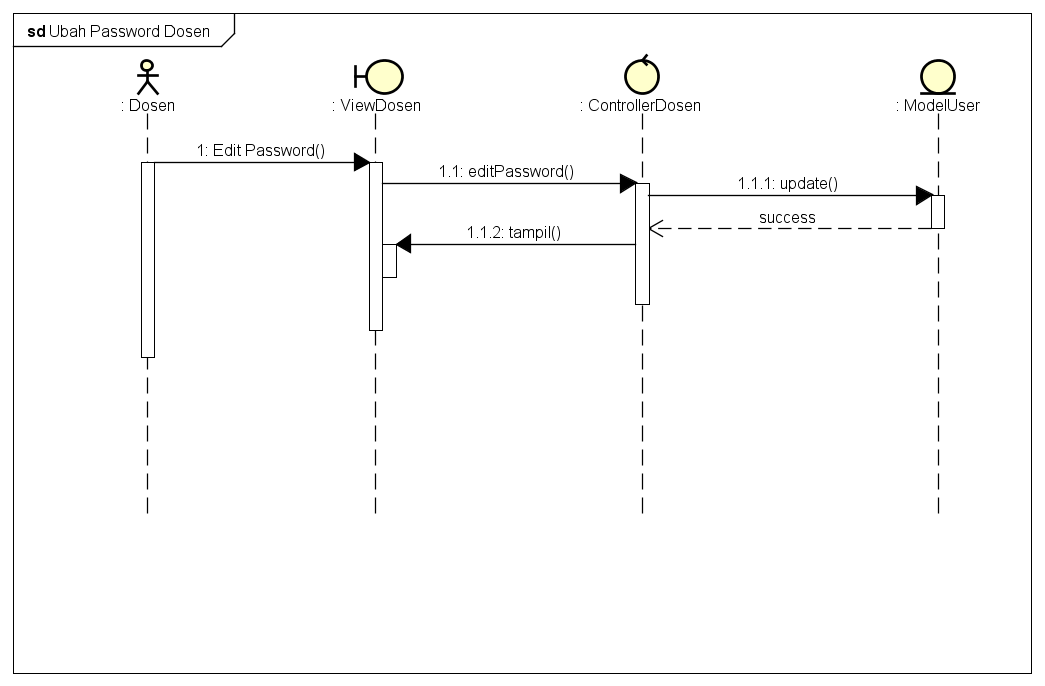 sd Ubah Password Dosen
: Dosen
: ViewDosen
: ControllerDosen
: ModelUser
1: Edit Password()
1.1: editPassword()
1.1.1: update()
success
1.1.2: tampil()